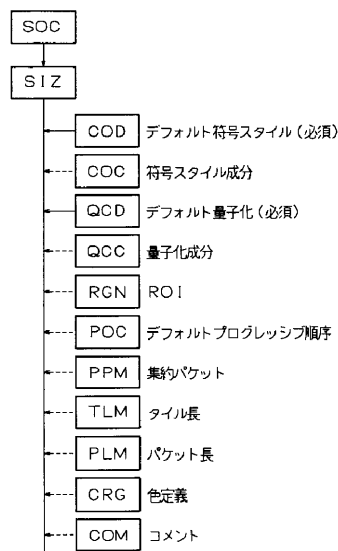 SOC
SIZ
COD デフォルト符号スタイル（必須）
COC 符号スタイル成分
QCD デフォルト量子化（必須）
QCC 量子化成分
RGN ROI
POC デフォルトプログレッシブ順序
PPM 集約パケット
TLM タイル長
PLM パケット長
CRG 色定義
COM コメント